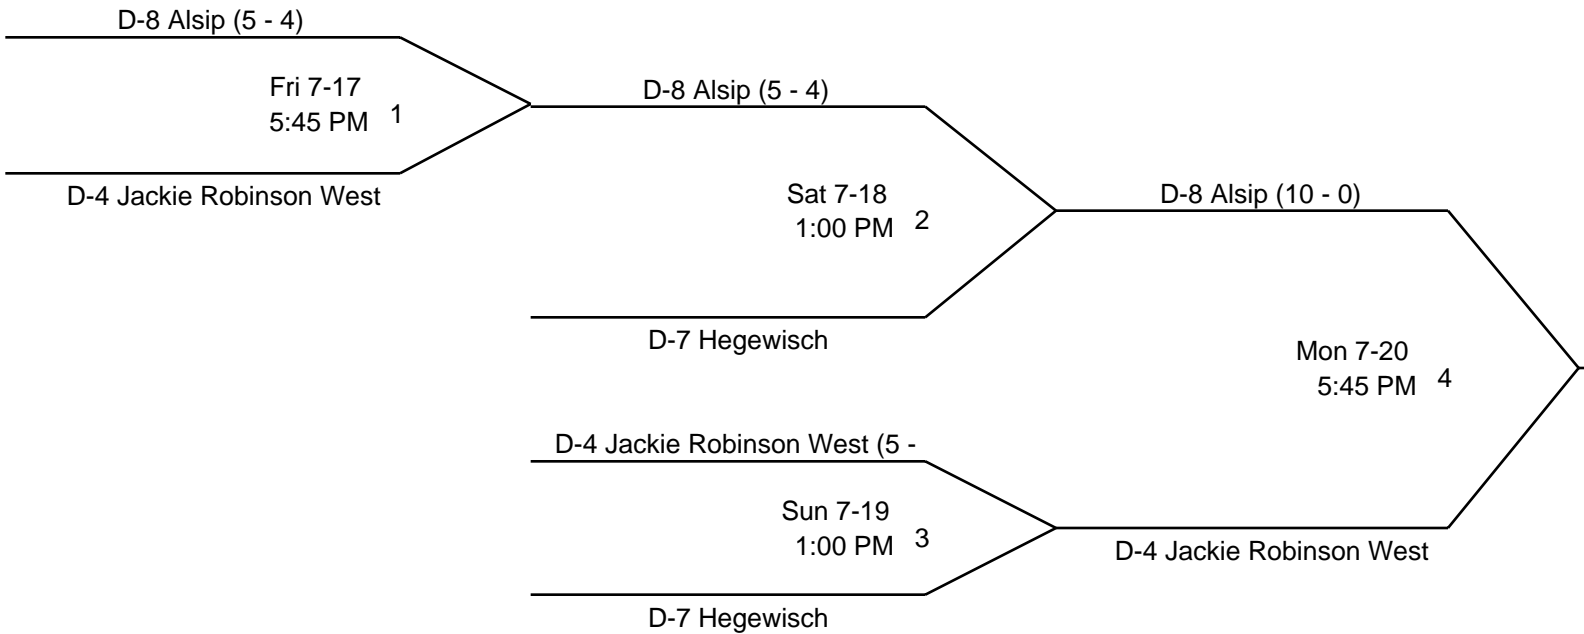 D-8 Alsip (5 - 4)
Fri 7-17
5:45 PM 1
D-4 Jackie Robinson West
D-8 Alsip (5 - 4)
Sat 7-18
1:00 PM 2
D-7 Hegewisch
D-8 Alsip (10 - 0)
Mon 7-20
5:45 PM 4
D-4 Jackie Robinson West (5 -
Sun 7-19
1:00 PM 3
D-7 Hegewisch
D-4 Jackie Robinson West